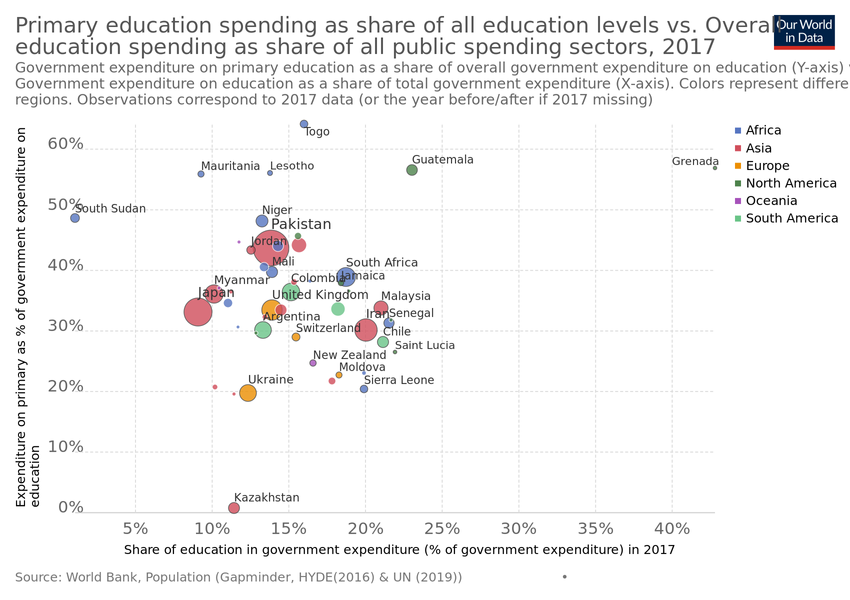 Primary education spending as share of all education levels vs. Overall
education spending as share of all public spending sectors, 2017
Our World
in Data
Government expenditure on primary education as a share of overall government expenditure on education (Y-axis)
Government expenditure on education as a share of total government expenditure (X-axis). Colors represent differe
regions. Observations correspond to 2017 data (or the year before/after if 2017 missing)
Expenditure on primary as % of government expenditure on
education
60%
50%
40%
30%
20%
10%
0%
Togo
Mauritania
Lesotho
Guatemala
Grenada
South Sudan
Niger
Pakistan
Jordan
Mali
South Africa
Jamaica
Myanmar
Colombia
Japan
United Kingdom
Malaysia
Argentina
Iran
Senegal
Switzerland
Chile
Saint Lucia
New Zealand
Moldova
Ukraine
Sierra Leone
Kazakhstan
Africa
Asia
Europe
North America
Oceania
South America
5%
10%
15%
20%
25%
30%
35%
40%
Share of education in government expenditure (% of government expenditure) in 2017
Source: World Bank, Population (Gapminder, HYDE(2016) & UN (2019))